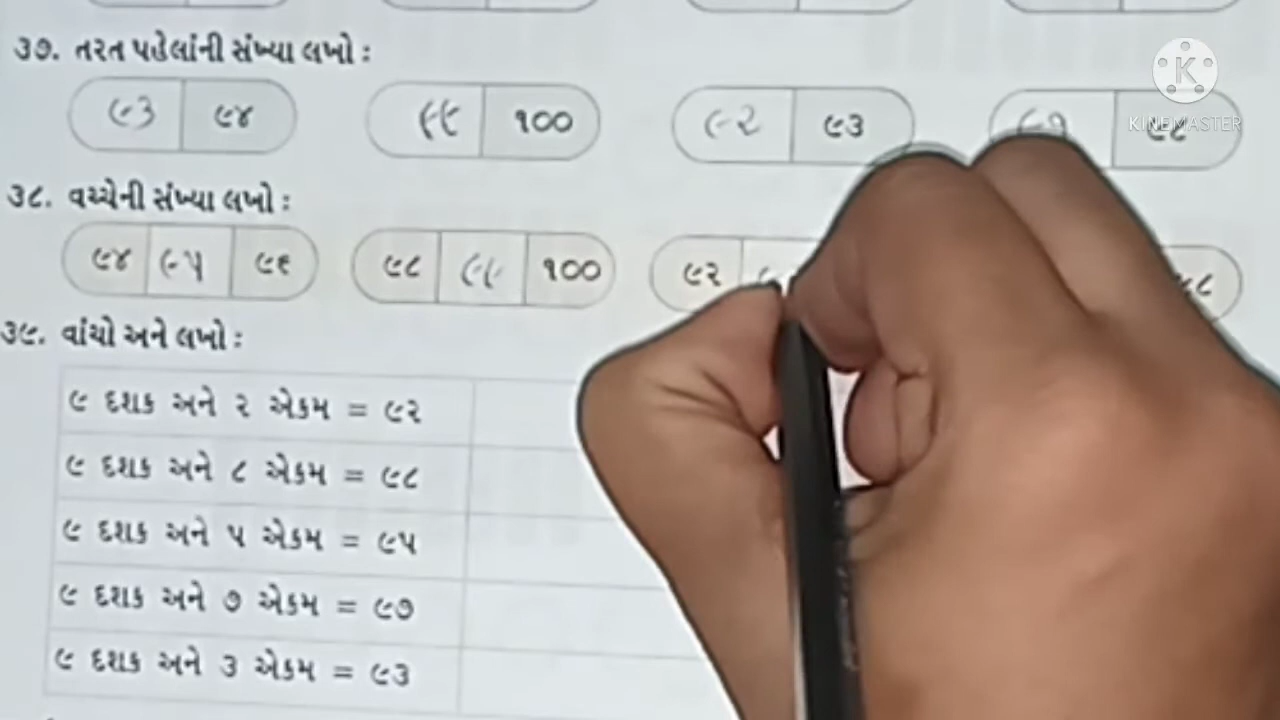 ૩૭. તરત પહેલાંની સંખ્યા લખો :
૯૩ ૯૪ ૯૯ ૧૦૦ ૯૨ ૯૩ ૯૭ ૯૮
KINEMASTER
૩૮. વચ્ચેની સંખ્યા લખો :
૯૪ ૯૫ ૯૬ ૯૮ ૯૯ ૧૦૦ ૯૨
૩૯. વાંચો અને લખો :
૯ દશક અને ૨ એકમ = ૯૨
૯ દશક અને ૮ એકમ = ૯૮
૯ દશક અને ૫ એકમ = ૯૫
૯ દશક અને ૭ એકમ = ૯૭
૯ દશક અને ૩ એકમ = ૯૩